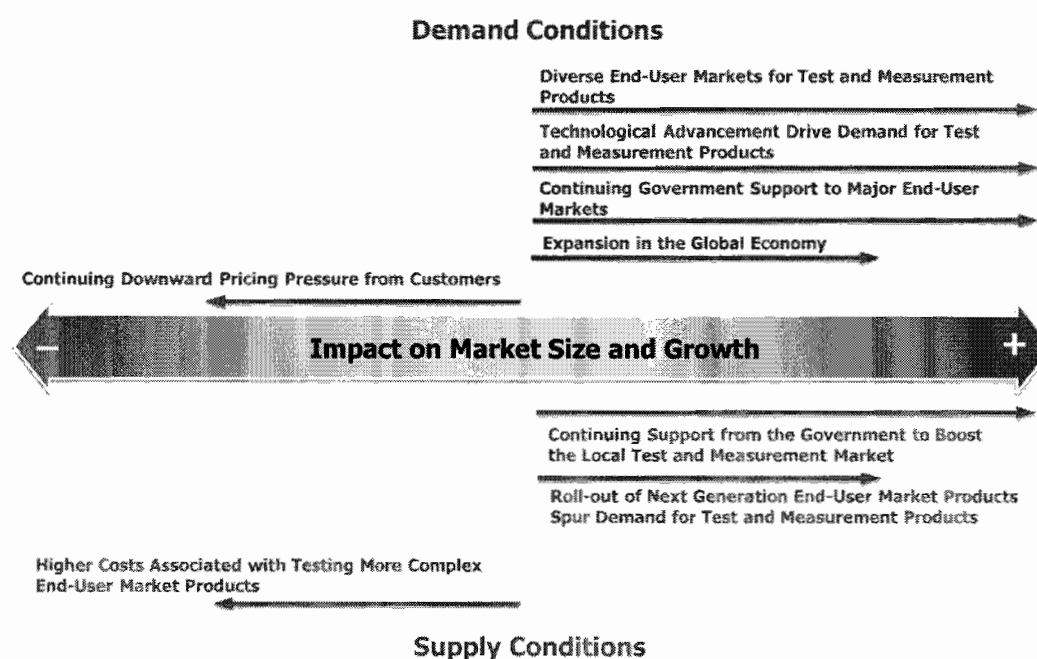 Demand Conditions
Diverse End-User Markets for Test and Measurement
Products
Technological Advancement Drive Demand for Test
and Measurement Products
Continuing Government Support to Major End-User
Markets
Expansion in the Global Economy
Continuing Downward Pricing Pressure from Customers
− Impact on Market Size and Growth +
Continuing Support from the Government to Boost
the Local Test and Measurement Market
Roll-out of Next Generation End-User Market Products
Spur Demand for Test and Measurement Products
Higher Costs Associated with Testing More Complex
End-User Market Products
Supply Conditions